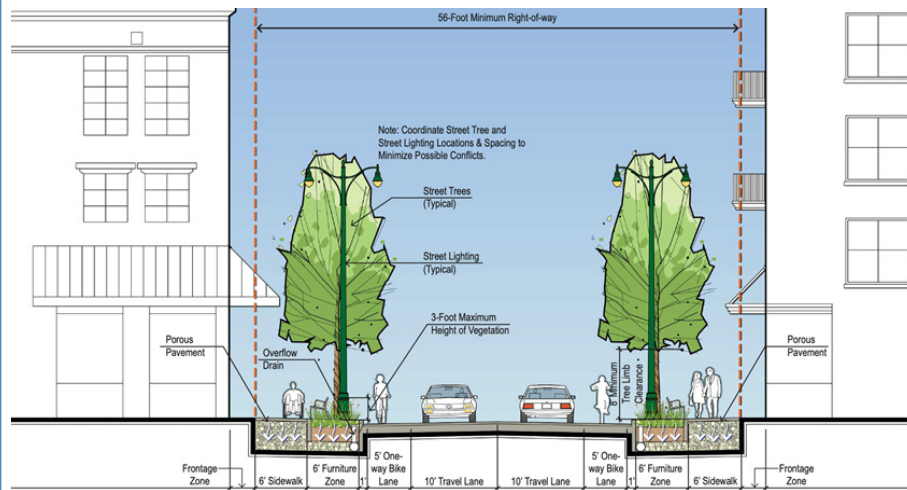 56-Foot Minimum Right-of-way
Note: Coordinate Street Tree and
Street Lighting Locations & Spacing to
Minimize Possible Conflicts.
Street Trees
(Typical)
Street Lighting
(Typical)
3-Foot Maximum
Height of Vegetation
Porous
Pavement
Overflow
Drain
8' Minimum
Tree Limb
Clearance
Porous
Pavement
Frontage
Zone
6' Sidewalk
6' Furniture
Zone
1'
5' One-
way Bike
Lane
10' Travel Lane
10' Travel Lane
5' One-
way Bike
Lane
1'
6' Furniture
Zone
6' Sidewalk
Frontage
Zone